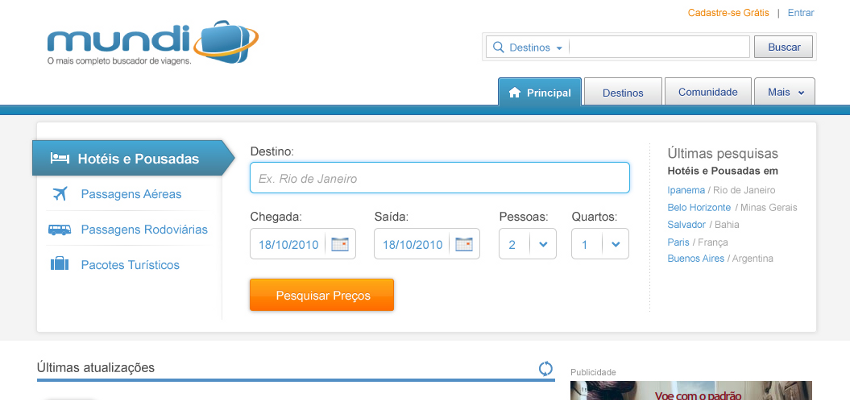 Cadastre-se Grátis | Entrar
mundi
O mais completo buscador de viagens.
Destinos
Buscar
Principal
Destinos
Comunidade
Mais
Hotéis e Pousadas
Passagens Aéreas
Passagens Rodoviárias
Pacotes Turísticos
Destino:
Ex. Rio de Janeiro
Chegada: Saída: Pessoas: Quartos:
18/10/2010 18/10/2010 2 1
Pesquisar Preços
Últimas pesquisas
Hotéis e Pousadas em
Ipanema / Rio de Janeiro
Belo Horizonte / Minas Gerais
Salvador / Bahia
Paris / França
Buenos Aires / Argentina
Últimas atualizações
Publicidade
Voe com o padrão